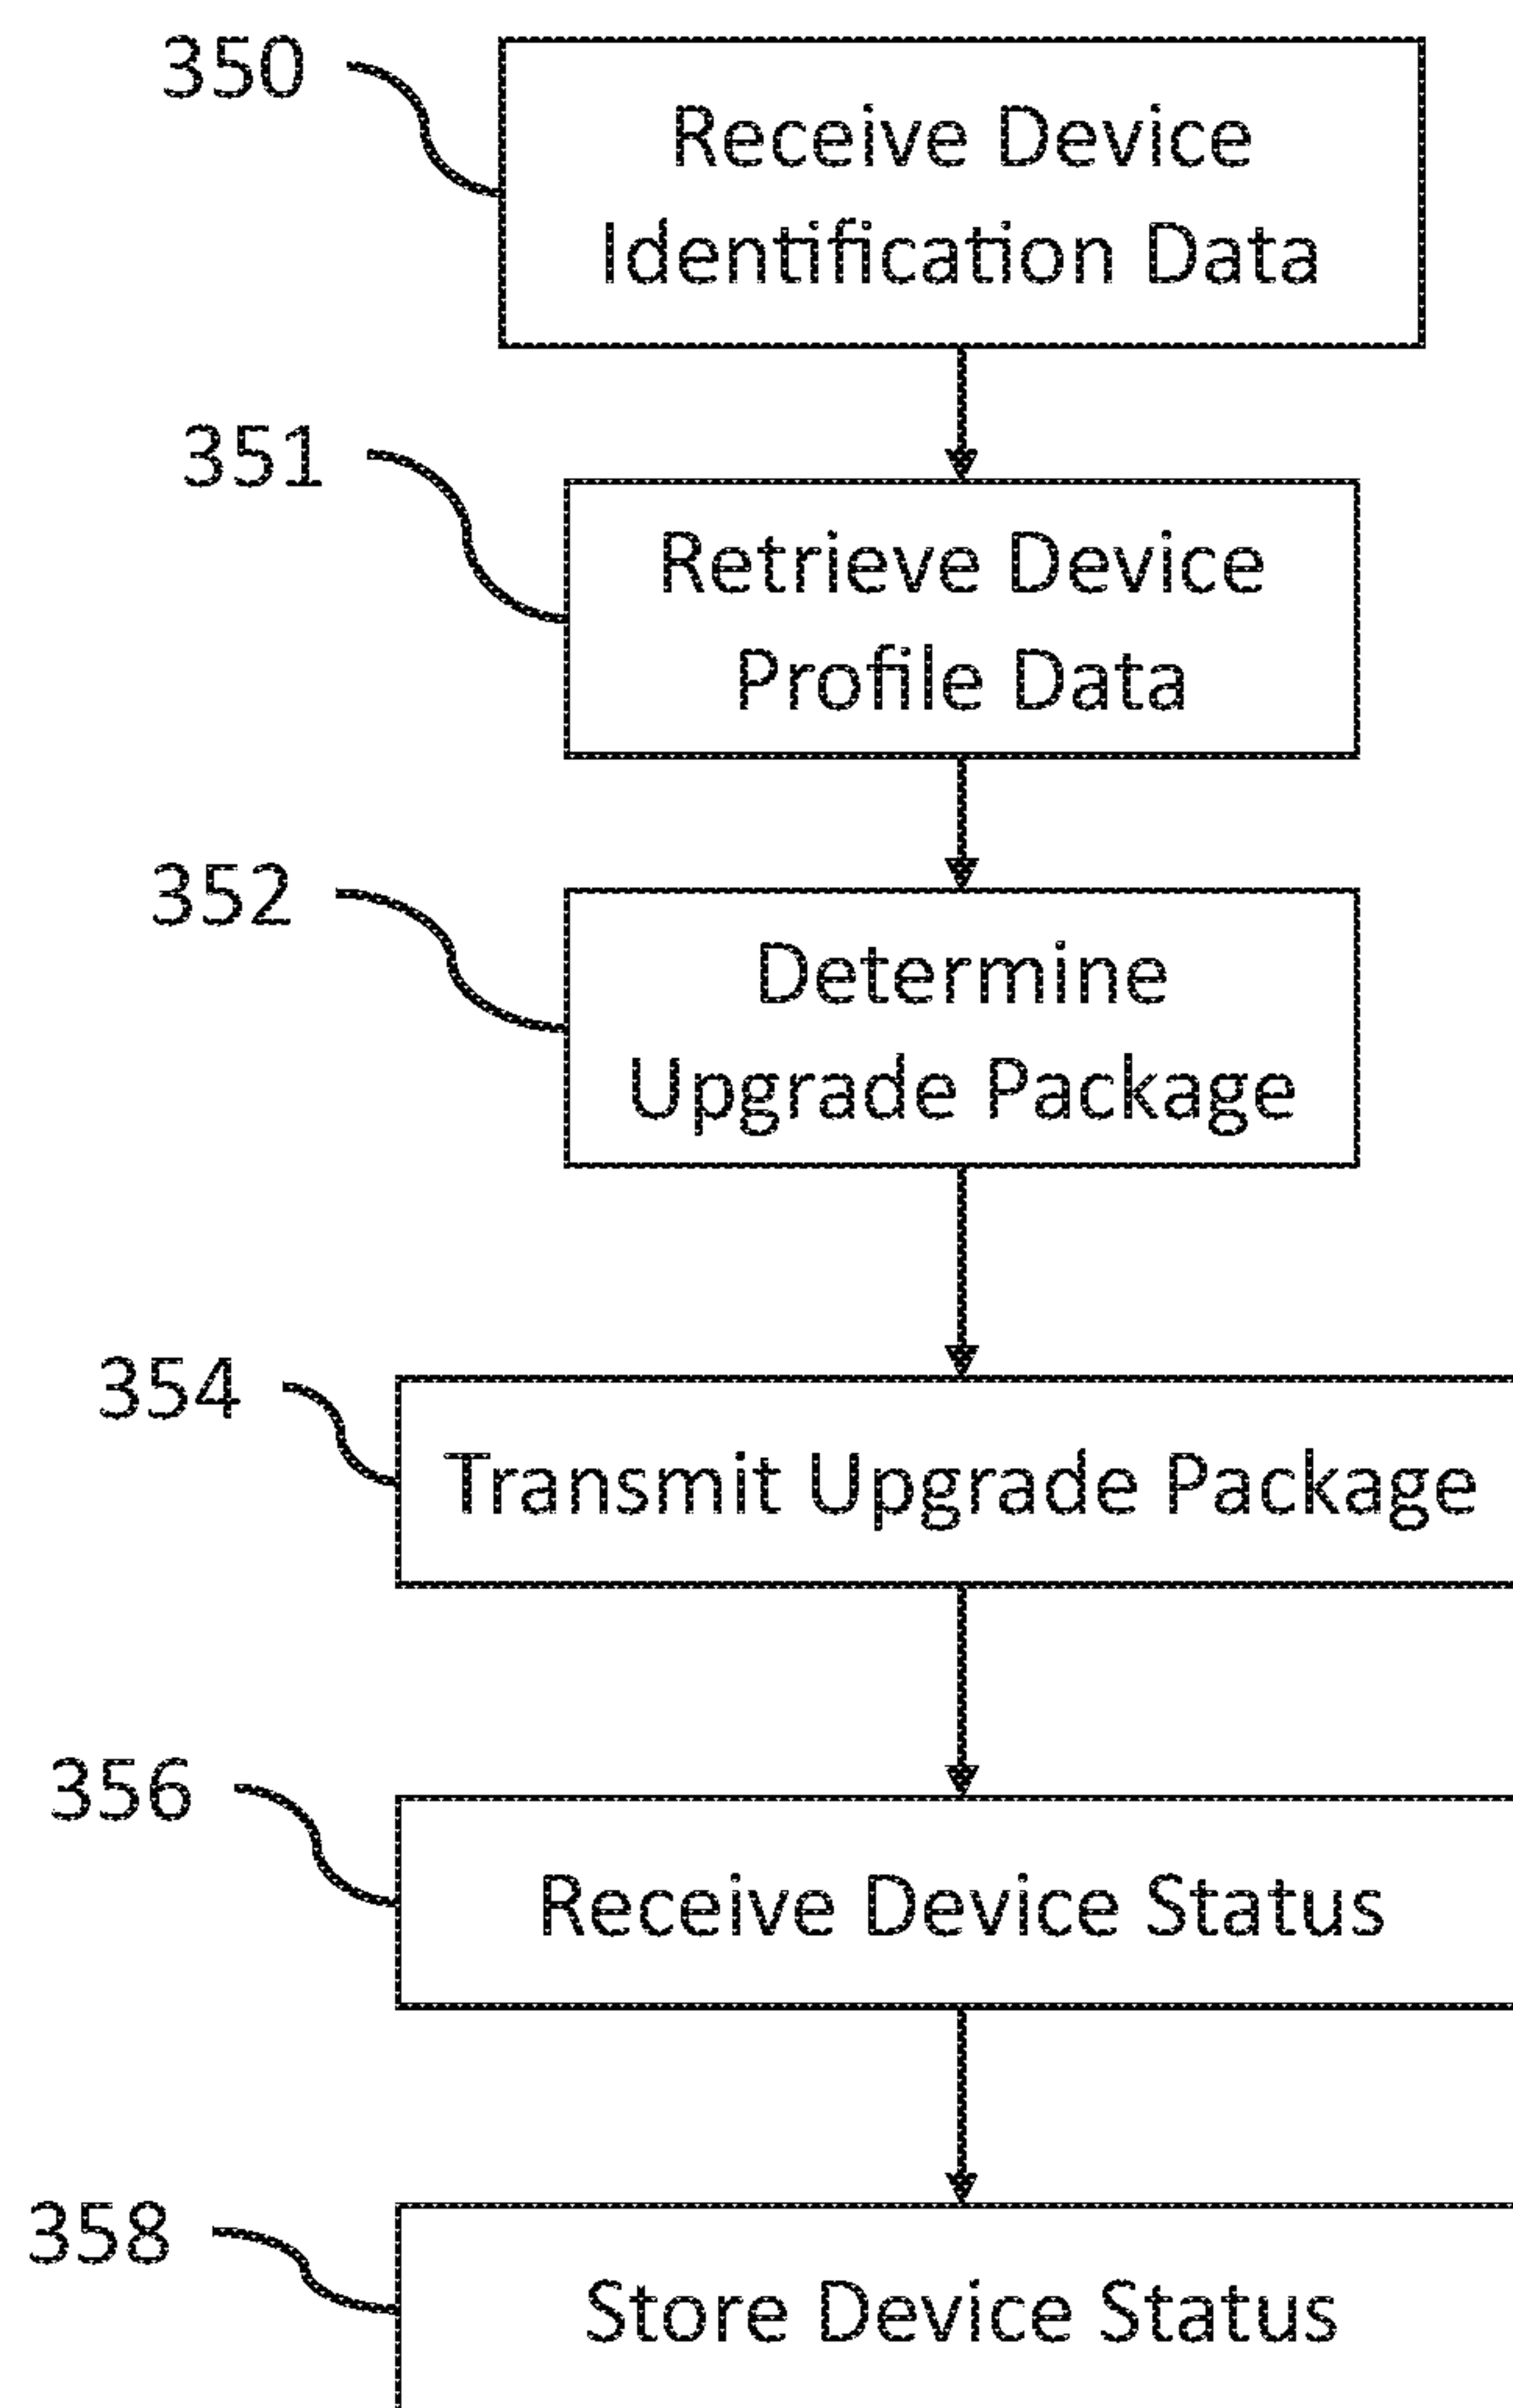 350
Receive Device
Identification Data
351
Retrieve Device
Profile Data
352
Determine
Upgrade Package
354
Transmit Upgrade Package
356
Receive Device Status
358
Store Device Status